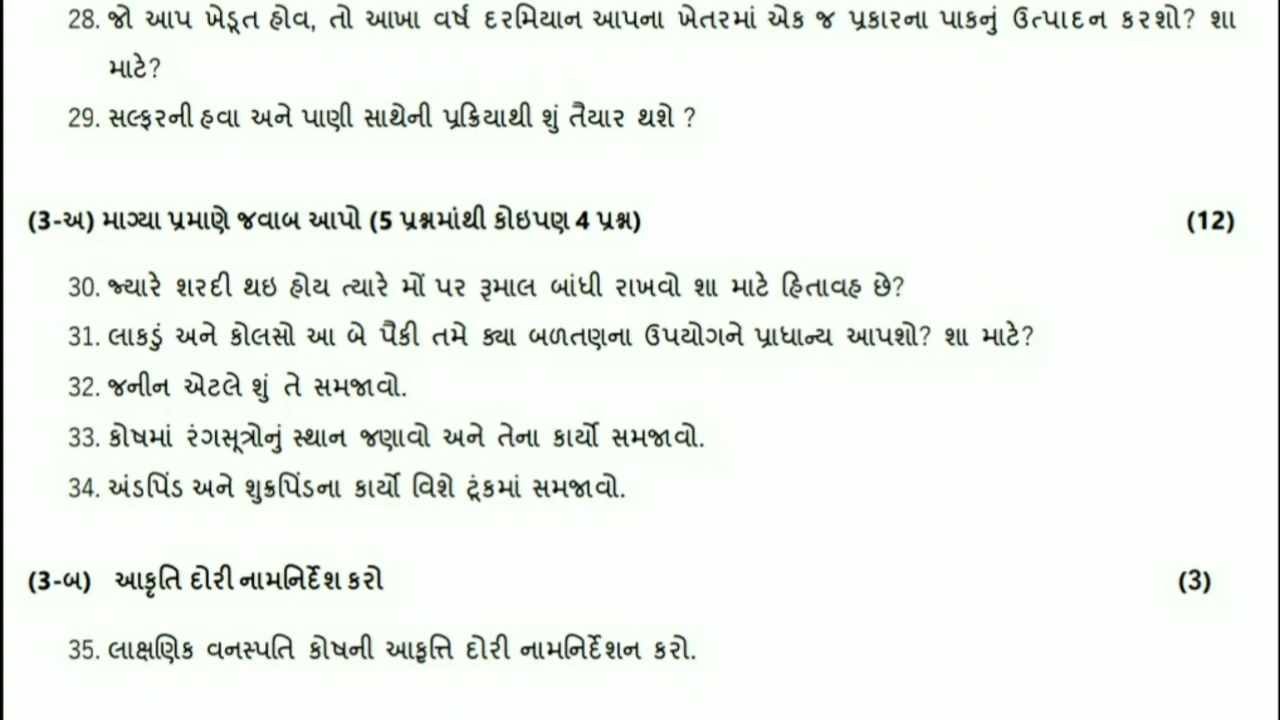 28. જો આપ ખેડૂત હોવ, તો આખા વર્ષ દરમિયાન આપના ખેતરમાં એક જ પ્રકારના પાકનું ઉત્પાદન કરશો? શા
માટે?
29. સલ્ફરની હવા અને પાણી સાથેની પ્રક્રિયાથી શું તૈયાર થશે ?
(3-અ) માગ્યા પ્રમાણે જવાબ આપો (5 પ્રશ્નમાંથી કોઇપણ 4 પ્રશ્ન) (12)
30. જ્યારે શરદી થઇ હોય ત્યારે મોં પર રૂમાલ બાંધી રાખવો શા માટે હિતાવહ છે?
31. લાકડું અને કોલસો આ બે પૈકી તમે ક્યા બળતણના ઉપયોગને પ્રાધાન્ય આપશો? શા માટે?
32. જનીન એટલે શું તે સમજાવો.
33. કોષમાં રંગસૂત્રોનું સ્થાન જણાવો અને તેના કાર્યો સમજાવો.
34. અંડપિંડ અને શુક્રપિંડના કાર્યો વિશે ટૂંકમાં સમજાવો.
(3-બ) આકૃતિ દોરી નામનિર્દેશ કરો (3)
35. લાક્ષણિક વનસ્પતિ કોષની આકૃત્તિ દોરી નામનિર્દેશન કરો.